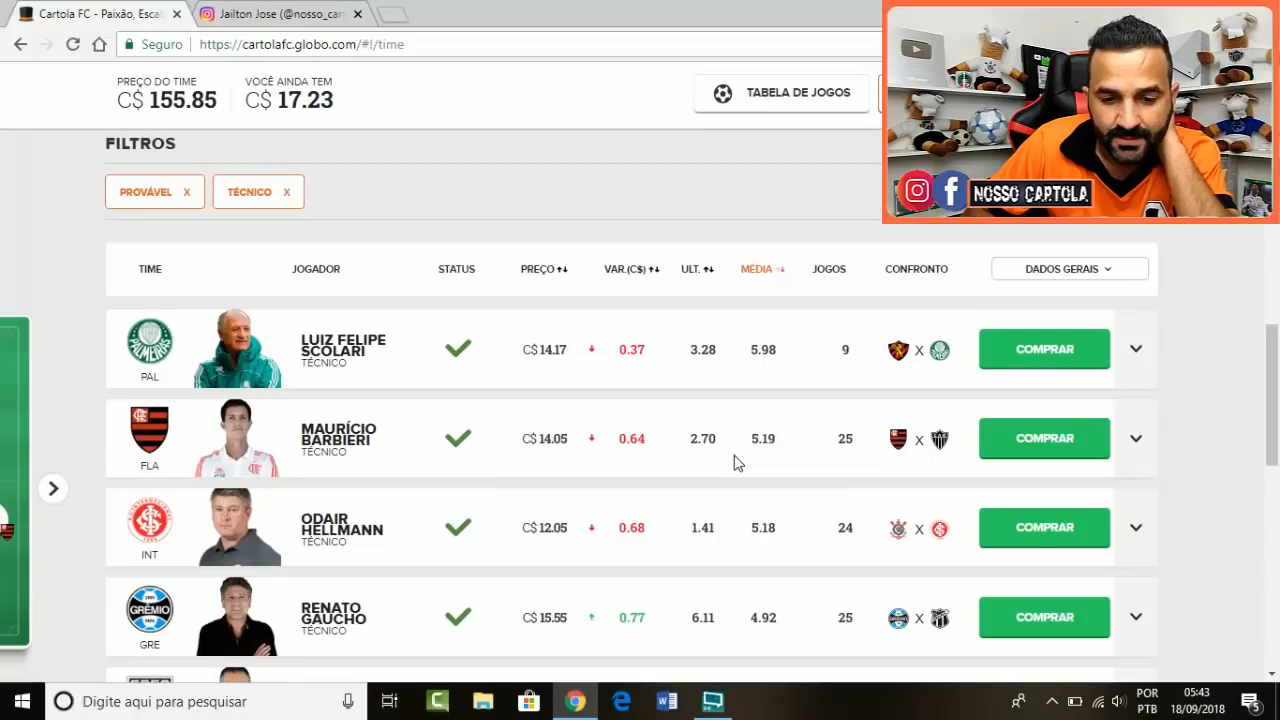 Cartola FC - Paixão, Escal X
Jailton Jose (@nosso_car X
Seguro | https://cartolafc.globo.com/#!/time
PREÇO DO TIME
C$ 155.85
VOCÊ AINDA TEM
C$ 17.23
TABELA DE JOGOS
NOSSO CARTOLA
FILTROS
PROVÁVEL X
TÉCNICO X
TIME JOGADOR STATUS PREÇO VAR.(C$) ULT. MÉDIA JOGOS CONFRONTO DADOS GERAIS
PAL
LUIZ FELIPE
SCOLARI
TÉCNICO
C$ 14.17 0.37 3.28 5.98 9 X COMPRAR
FLA
MAURÍCIO
BARBIERI
TÉCNICO
C$ 14.05 0.64 2.70 5.19 25 X COMPRAR
INT
ODAIR
HELLMANN
TÉCNICO
C$ 12.05 0.68 1.41 5.18 24 X COMPRAR
GRÊMIO
GRE
RENATO
GAUCHO
TÉCNICO
C$ 15.55 0.77 6.11 4.92 25 X COMPRAR
Digite aqui para pesquisar
POR
PTB
05:43
18/09/2018
5